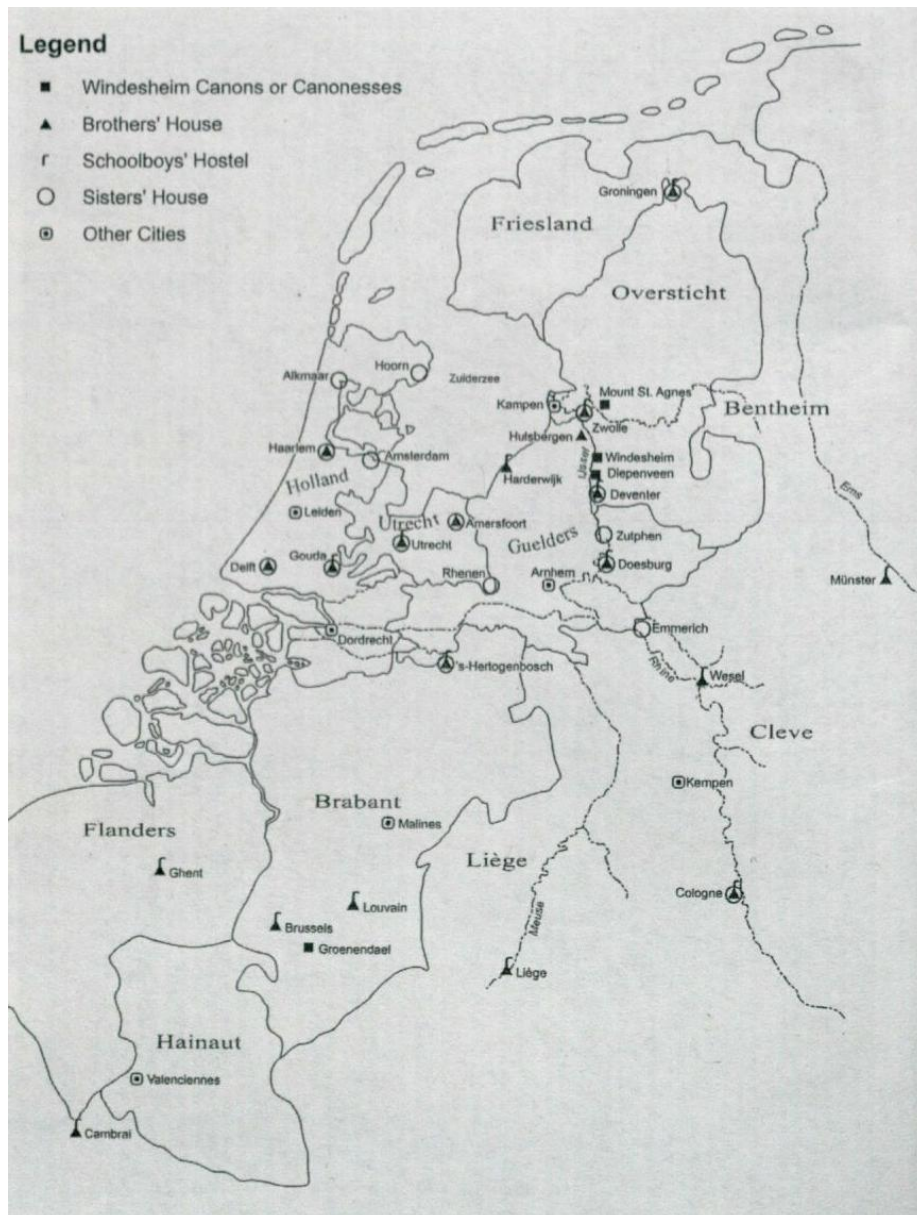 Legend
Windesheim Canons or Canonesses
Brothers' House
Schoolboys' Hostel
Sisters' House
Other Cities
Groningen
Friesland
Oversticht
Hoorn
Alkmaar
Zuiderzee
Mount St. Agnes
Kampen
Bentheim
Zwolle
Hulsbergen
Haarlem
Amsterdam
Windesheim
IJssel
Harderwijk
Diepenveen
Holland
Deventer
Ems
Leiden
Utrecht
Amersfoort
Guelders
Zutphen
Utrecht
Gouda
Delft
Doesburg
Rhenen
Arnhem
Münster
Dordrecht
Emmerich
's-Hertogenbosch
Rhine
Wesel
Cleve
Kempen
Brabant
Flanders
Malines
Liège
Ghent
Cologne
Louvain
Meuse
Brussels
Groenendael
Liège
Hainaut
Valenciennes
Cambrai